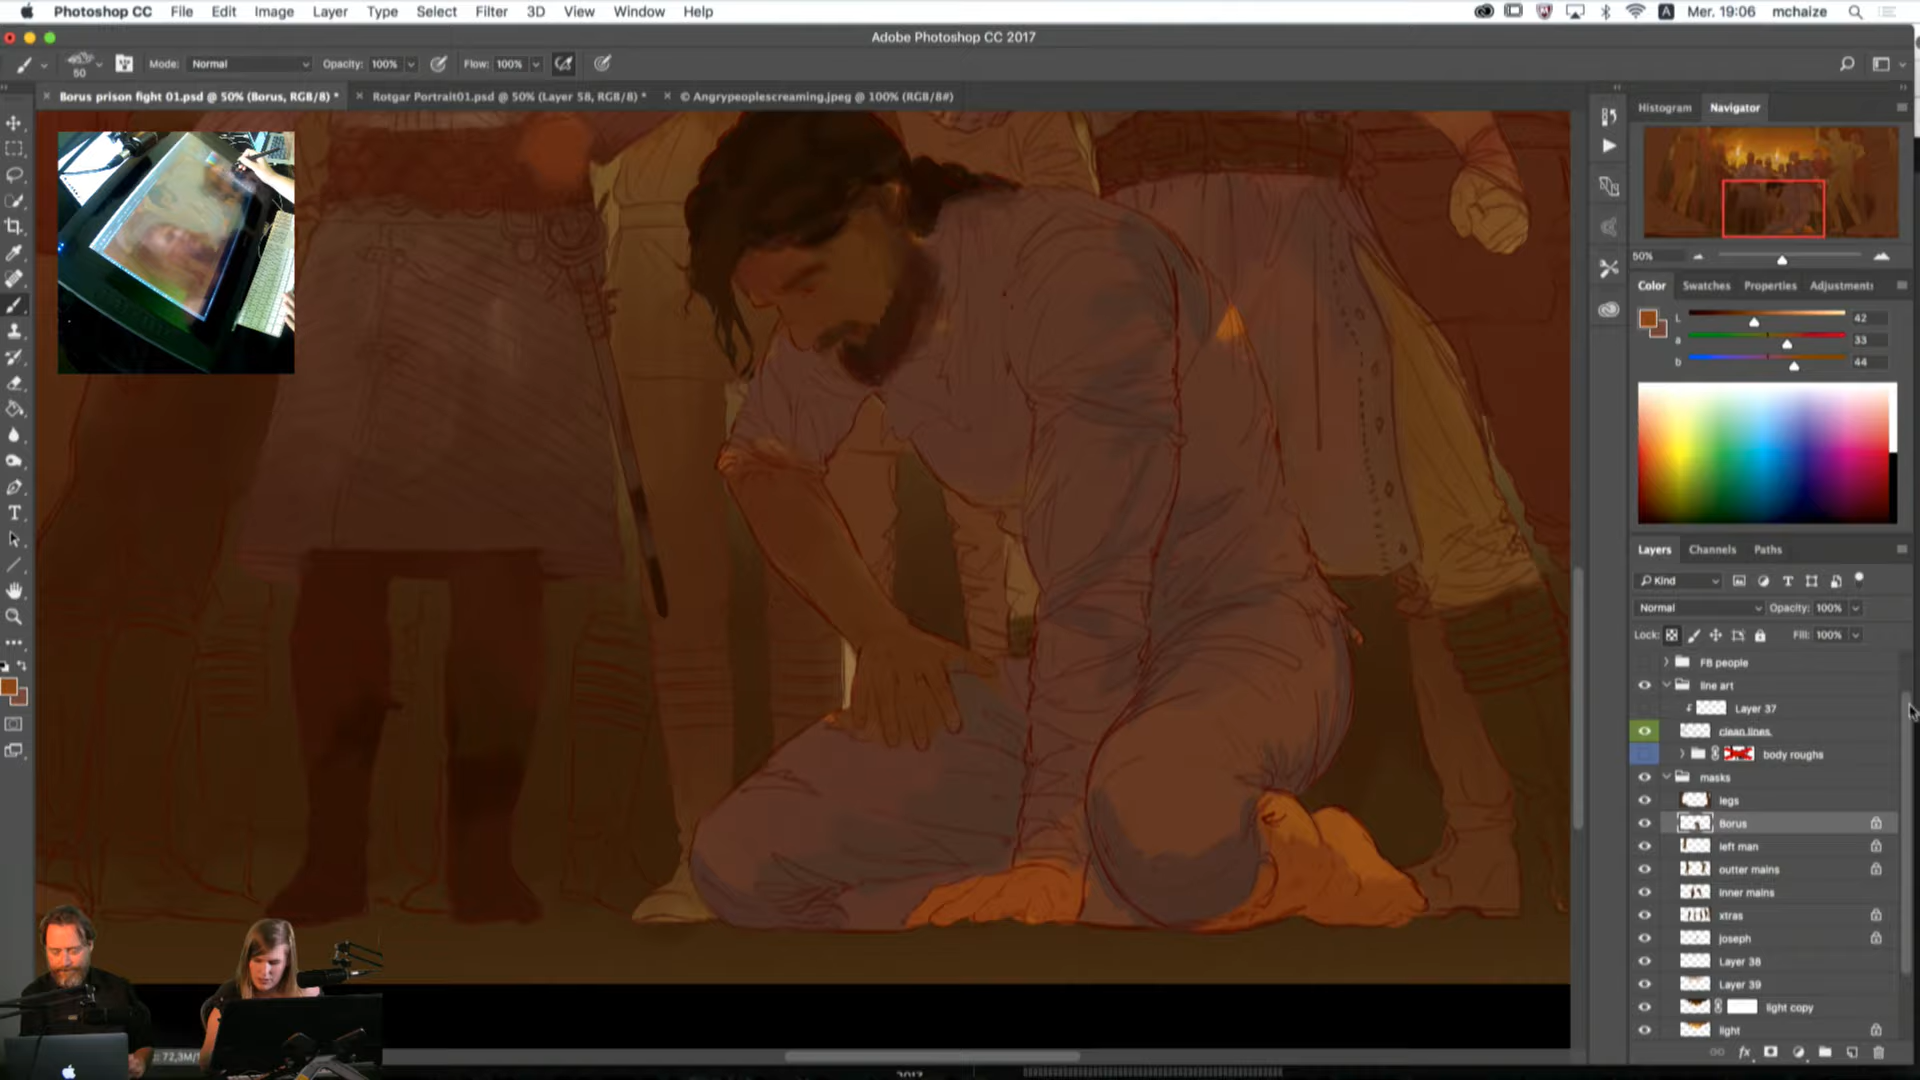 Photoshop CC File Edit Image Layer Type Select Filter 3D View Window Help A Mer. 19:06 mchaize
Adobe Photoshop CC 2017
50 Mode: Normal Opacity: 100% Flow: 100%
× Borus prison fight 01.psd @ 50% (Borus, RGB/8) * × Rotgar Portrait01.psd @ 50% (Layer 58, RGB/8) * × © Angrypeoplescreaming.jpeg @ 100% (RGB/8#)
Histogram Navigator
50%
Color Swatches Properties Adjustments
L 42
a 33
b 44
Layers Channels Paths
Kind
Normal Opacity: 100%
Lock: Fill: 100%
FB people
line art
Layer 37
clean lines
body roughs
masks
legs
Borus
left man
outter mains
inner mains
xtras
joseph
Layer 38
Layer 39
light copy
light
fx